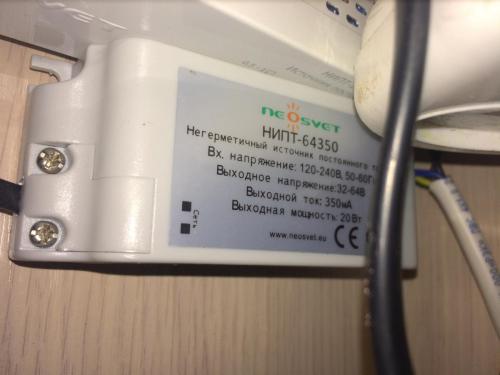 neosvet
НИПТ-64350
Негерметичный источник постоянного
Вх. напряжение: 120-240В, 50-60Г
Выходное напряжение: 32-64В
Выходной ток: 350мА
Выходная мощность: 20Вт
Сеть
www.neosvet.eu
CE